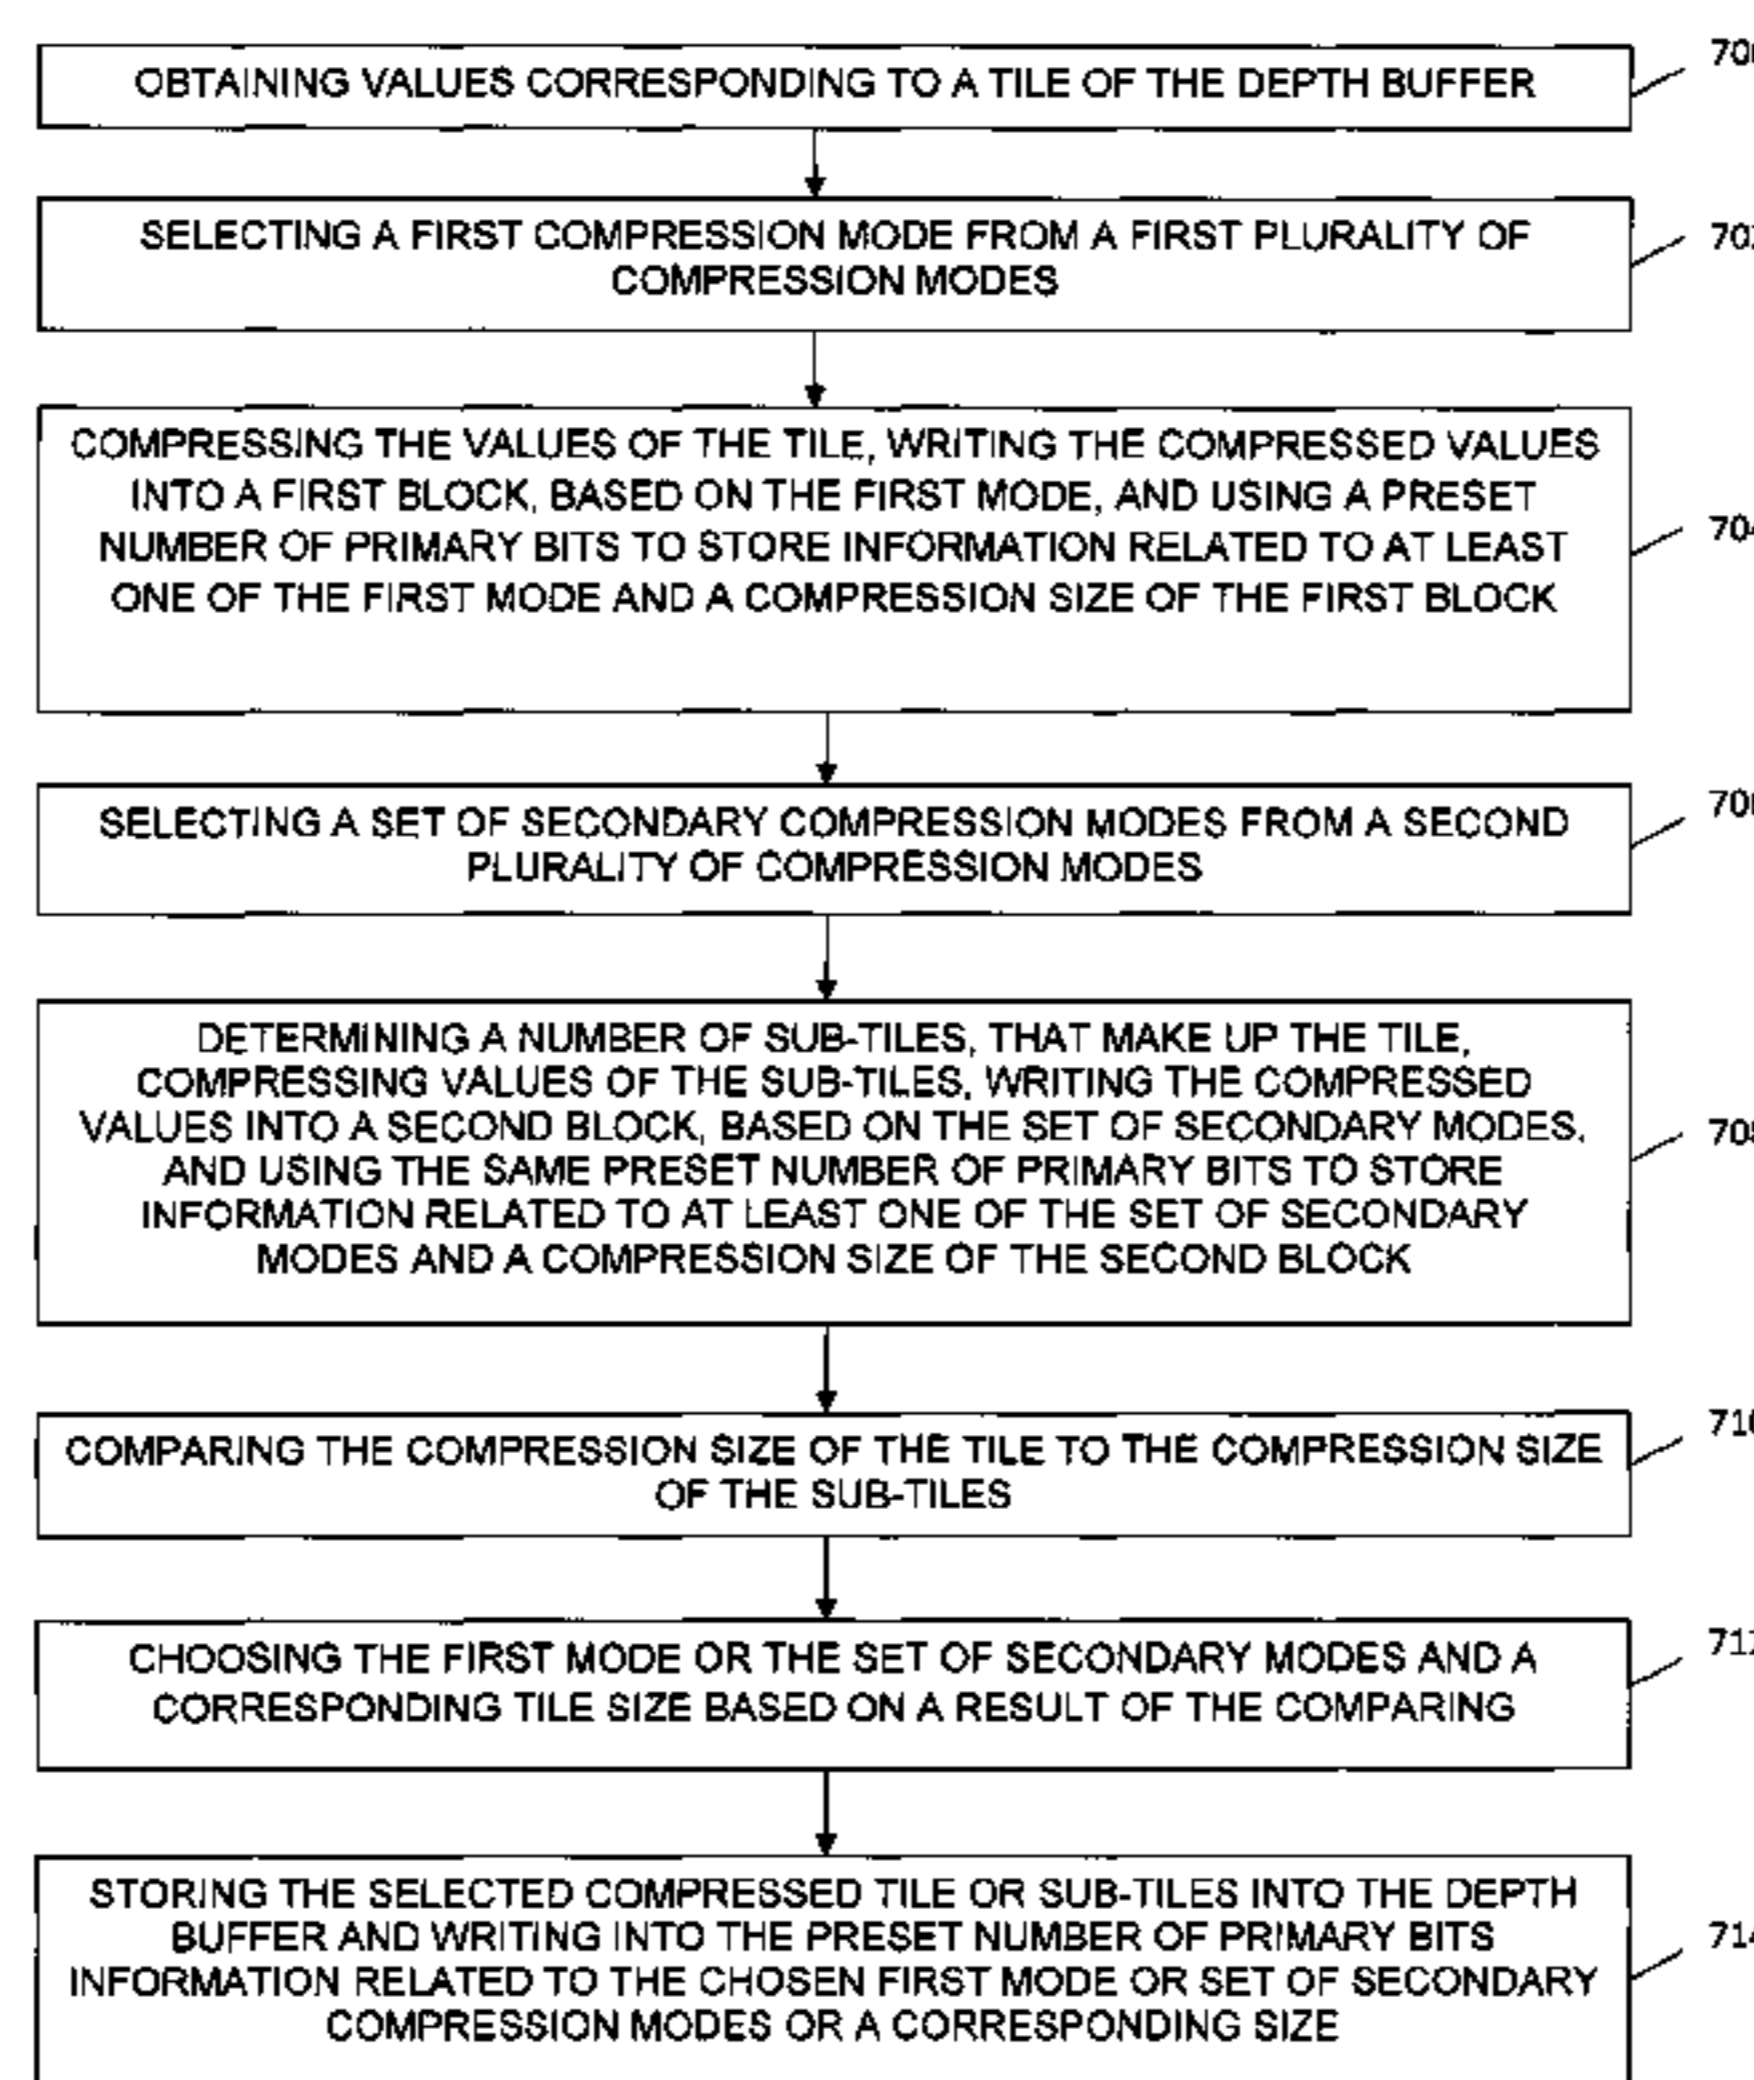 OBTAINING VALUES CORRESPONDING TO A TILE OF THE DEPTH BUFFER
SELECTING A FIRST COMPRESSION MODE FROM A FIRST PLURALITY OF
COMPRESSION MODES
COMPRESSING THE VALUES OF THE TILE, WRITING THE COMPRESSED VALUES
INTO A FIRST BLOCK, BASED ON THE FIRST MODE, AND USING A PRESET
NUMBER OF PRIMARY BITS TO STORE INFORMATION RELATED TO AT LEAST
ONE OF THE FIRST MODE AND A COMPRESSION SIZE OF THE FIRST BLOCK
SELECTING A SET OF SECONDARY COMPRESSION MODES FROM A SECOND
PLURALITY OF COMPRESSION MODES
DETERMINING A NUMBER OF SUB-TILES, THAT MAKE UP THE TILE,
COMPRESSING VALUES OF THE SUB-TILES, WRITING THE COMPRESSED
VALUES INTO A SECOND BLOCK, BASED ON THE SET OF SECONDARY MODES,
AND USING THE SAME PRESET NUMBER OF PRIMARY BITS TO STORE
INFORMATION RELATED TO AT LEAST ONE OF THE SET OF SECONDARY
MODES AND A COMPRESSION SIZE OF THE SECOND BLOCK
COMPARING THE COMPRESSION SIZE OF THE TILE TO THE COMPRESSION SIZE
OF THE SUB-TILES
CHOOSING THE FIRST MODE OR THE SET OF SECONDARY MODES AND A
CORRESPONDING TILE SIZE BASED ON A RESULT OF THE COMPARING
STORING THE SELECTED COMPRESSED TILE OR SUB-TILES INTO THE DEPTH
BUFFER AND WRITING INTO THE PRESET NUMBER OF PRIMARY BITS
INFORMATION RELATED TO THE CHOSEN FIRST MODE OR SET OF SECONDARY
COMPRESSION MODES OR A CORRESPONDING SIZE